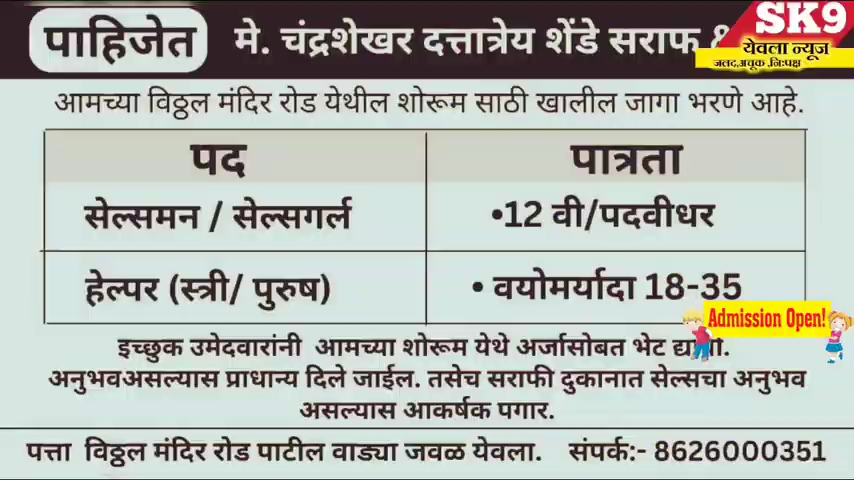 पाहिजेत
मे. चंद्रशेखर दत्तात्रेय शेंडे सराफ &
SK9
येवला न्यूज
जलद,अचूक,निःपक्ष
आमच्या विठ्ठल मंदिर रोड येथील शोरूम साठी खालील जागा भरणे आहे.
पद पात्रता
सेल्समन / सेल्सगर्ल •12 वी/पदवीधर
हेल्पर (स्त्री/ पुरुष) • वयोमर्यादा 18-35
Admission Open!
इच्छुक उमेदवारांनी आमच्या शोरूम येथे अर्जासोबत भेट
अनुभवअसल्यास प्राधान्य दिले जाईल. तसेच सराफी दुकानात सेल्सचा अनुभव
असल्यास आकर्षक पगार.
पत्ता विठ्ठल मंदिर रोड पाटील वाड्या जवळ येवला. संपर्क:- 8626000351